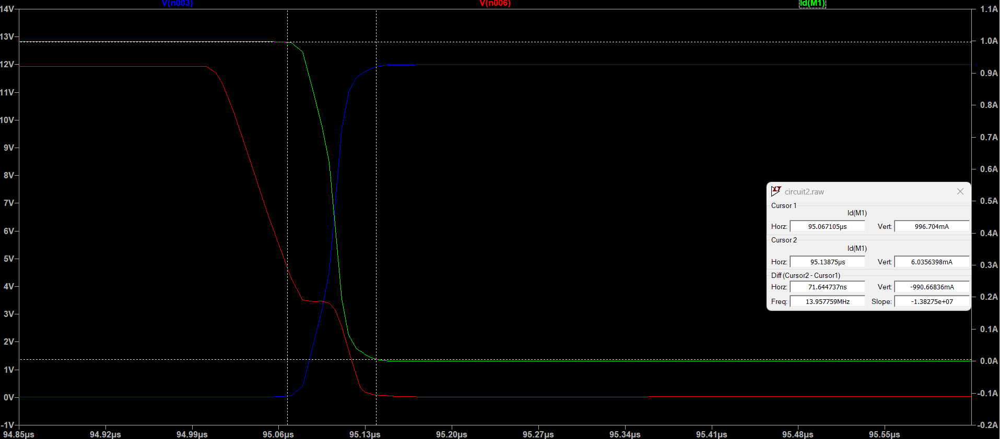 V(n003) V(n006) Id(M1)
14V 1.1A
13V 1.0A
12V 0.9A
11V 0.8A
10V
9V 0.7A
8V 0.6A
7V 0.5A
6V 0.4A
5V 0.3A
4V 0.2A
3V
2V 0.1A
1V 0.0A
0V -0.1A
-1V -0.2A
94.85µs 94.92µs 94.99µs 95.06µs 95.13µs 95.20µs 95.27µs 95.34µs 95.41µs 95.48µs 95.55µs
circuit2.raw
Cursor 1
Id(M1)
Horz: 95.067105µs Vert: 996.704mA
Cursor 2
Id(M1)
Horz: 95.13875µs Vert: 6.0356398mA
Diff (Cursor2 - Cursor1)
Horz: 71.644737ns Vert: -990.66836mA
Freq: 13.957759MHz Slope: -1.38275e+07